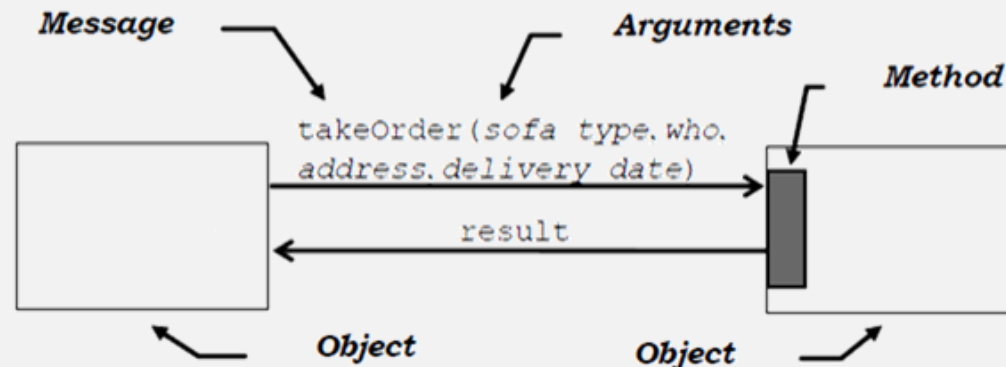 Message
Arguments
Method
takeOrder(sofa type, who,
address, delivery date)
result
Object
Object